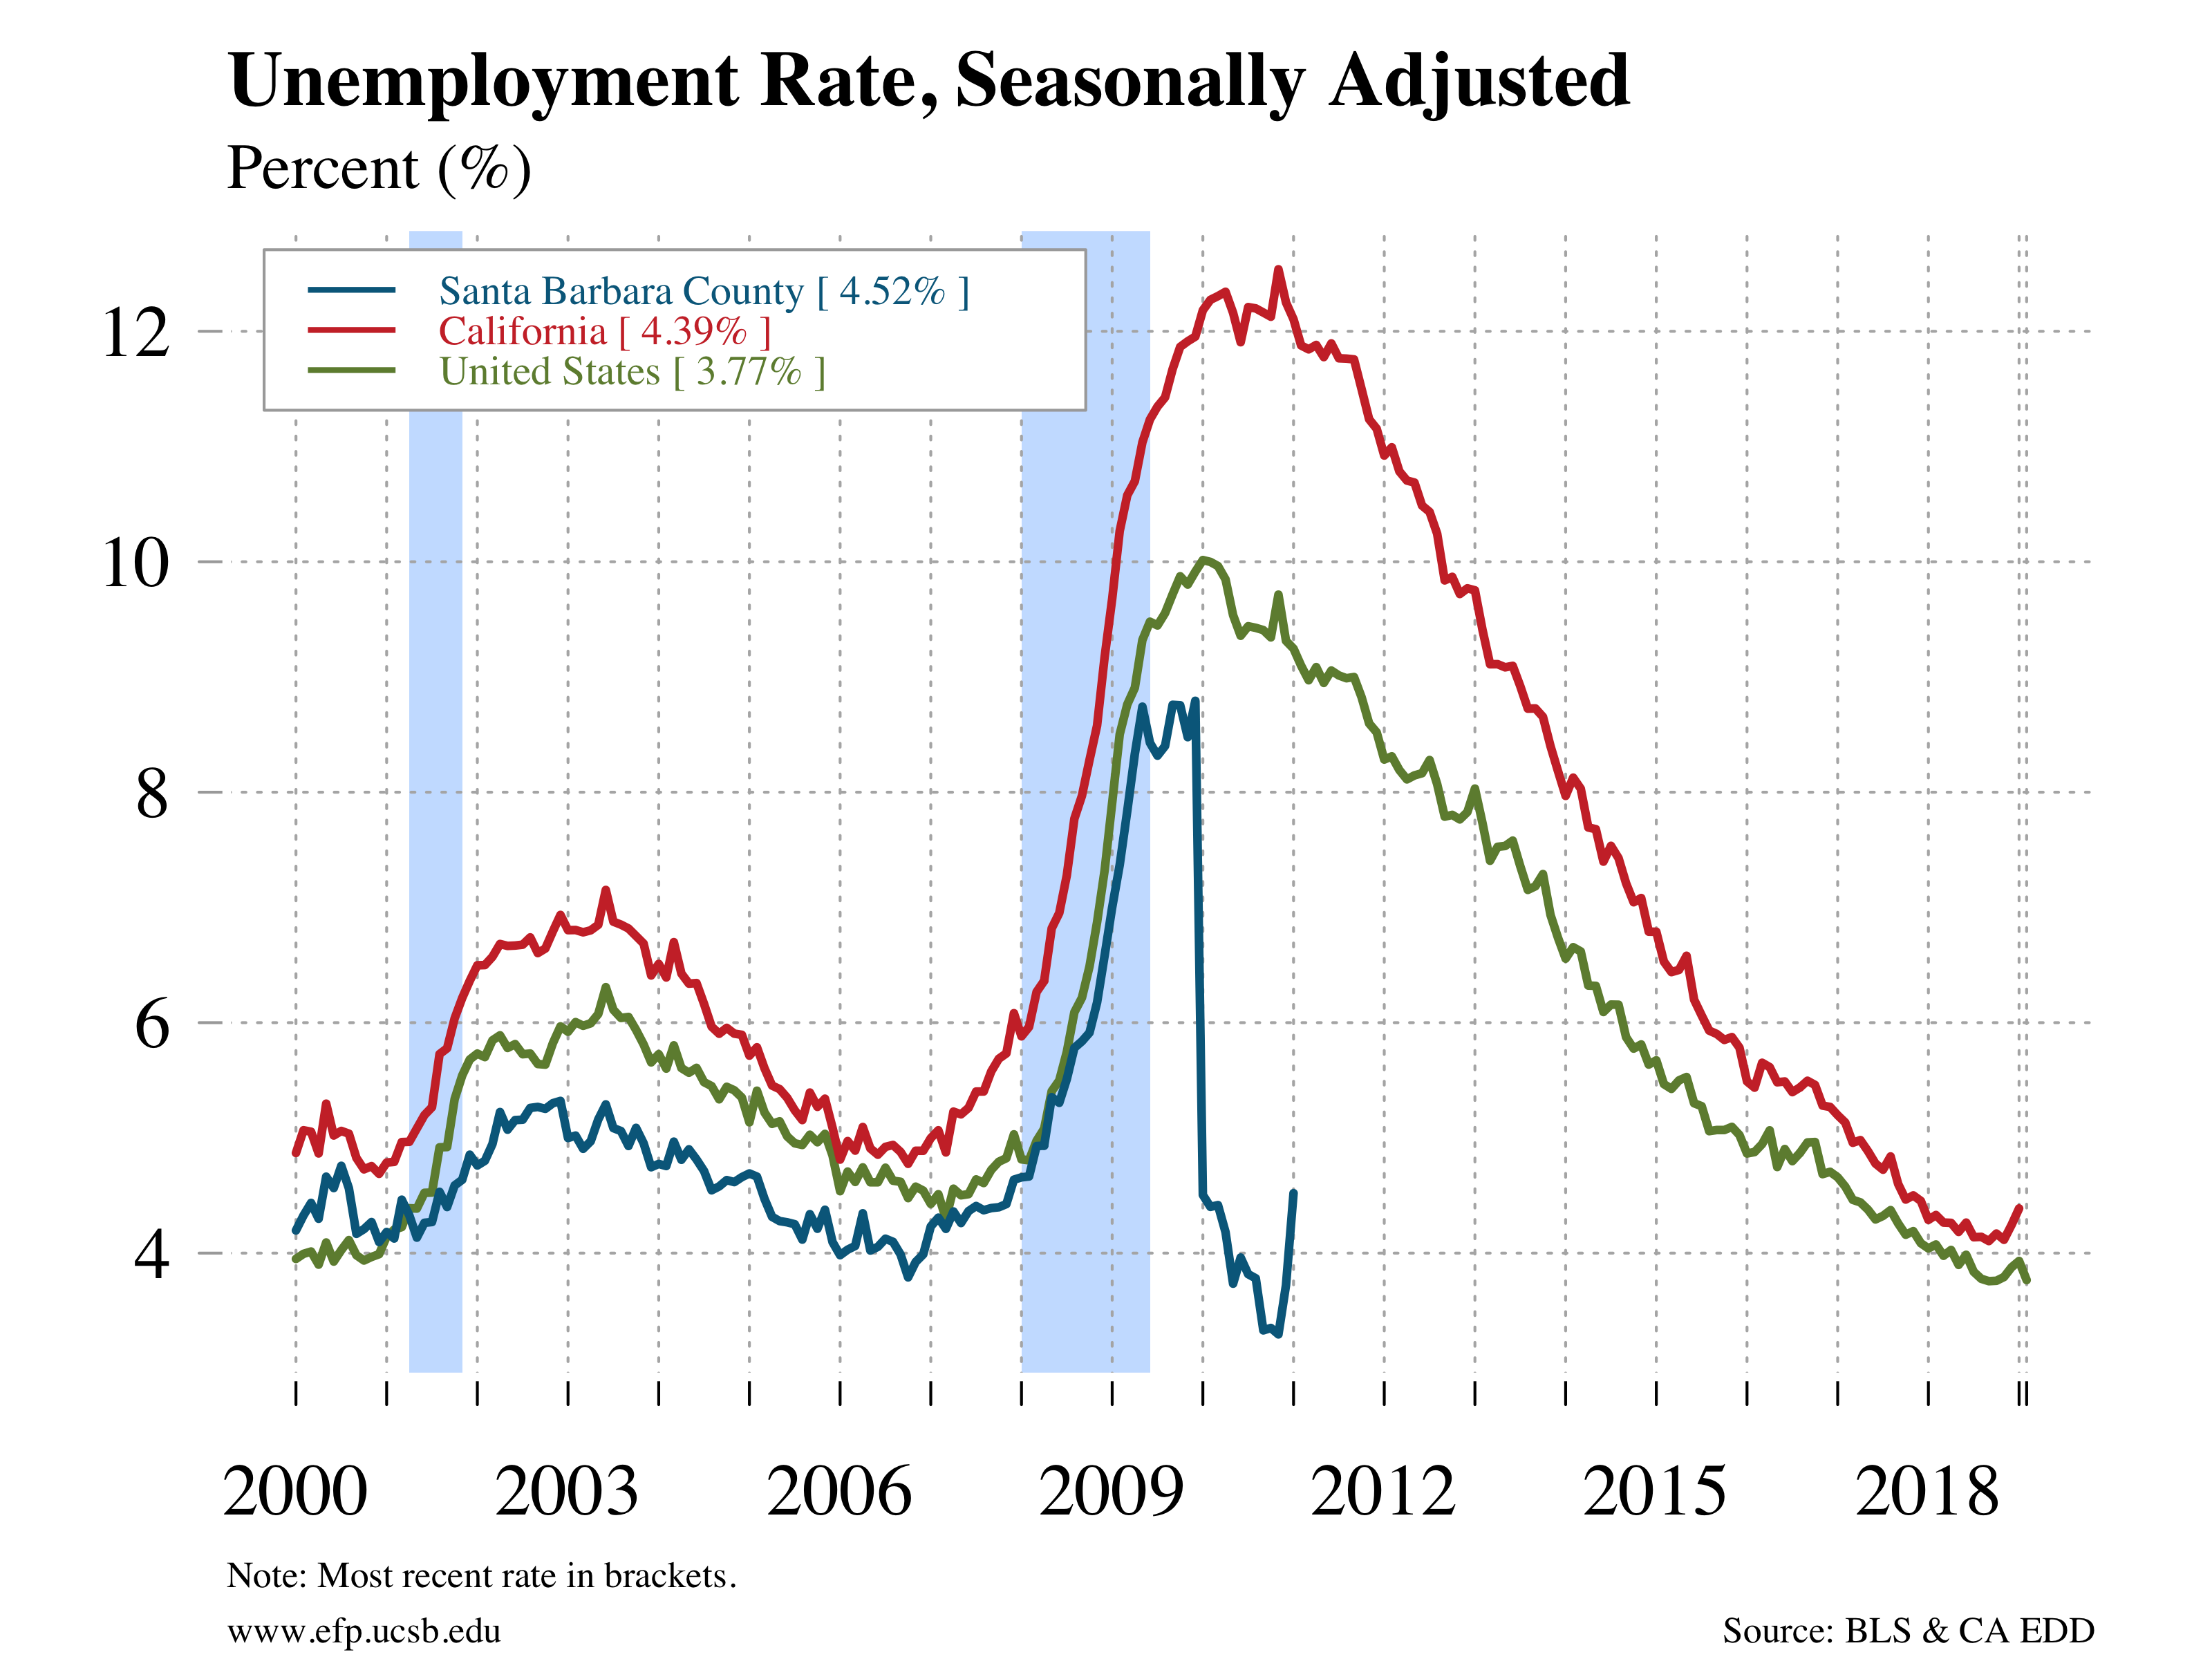 Unemployment Rate, Seasonally Adjusted
Percent (%)
Santa Barbara County [ 4.52% ]
California [ 4.39% ]
United States [ 3.77% ]
12
10
8
6
4
2000 2003 2006 2009 2012 2015 2018
Note: Most recent rate in brackets.
www.efp.ucsb.edu Source: BLS & CA EDD